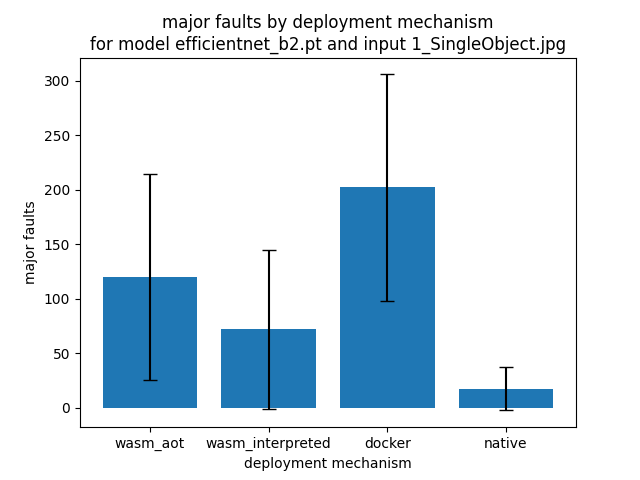 major faults by deployment mechanism
for model efficientnet_b2.pt and input 1_SingleObject.jpg
300
250
200
150
100
50
0
major faults
wasm_aot wasm_interpreted docker native
deployment mechanism